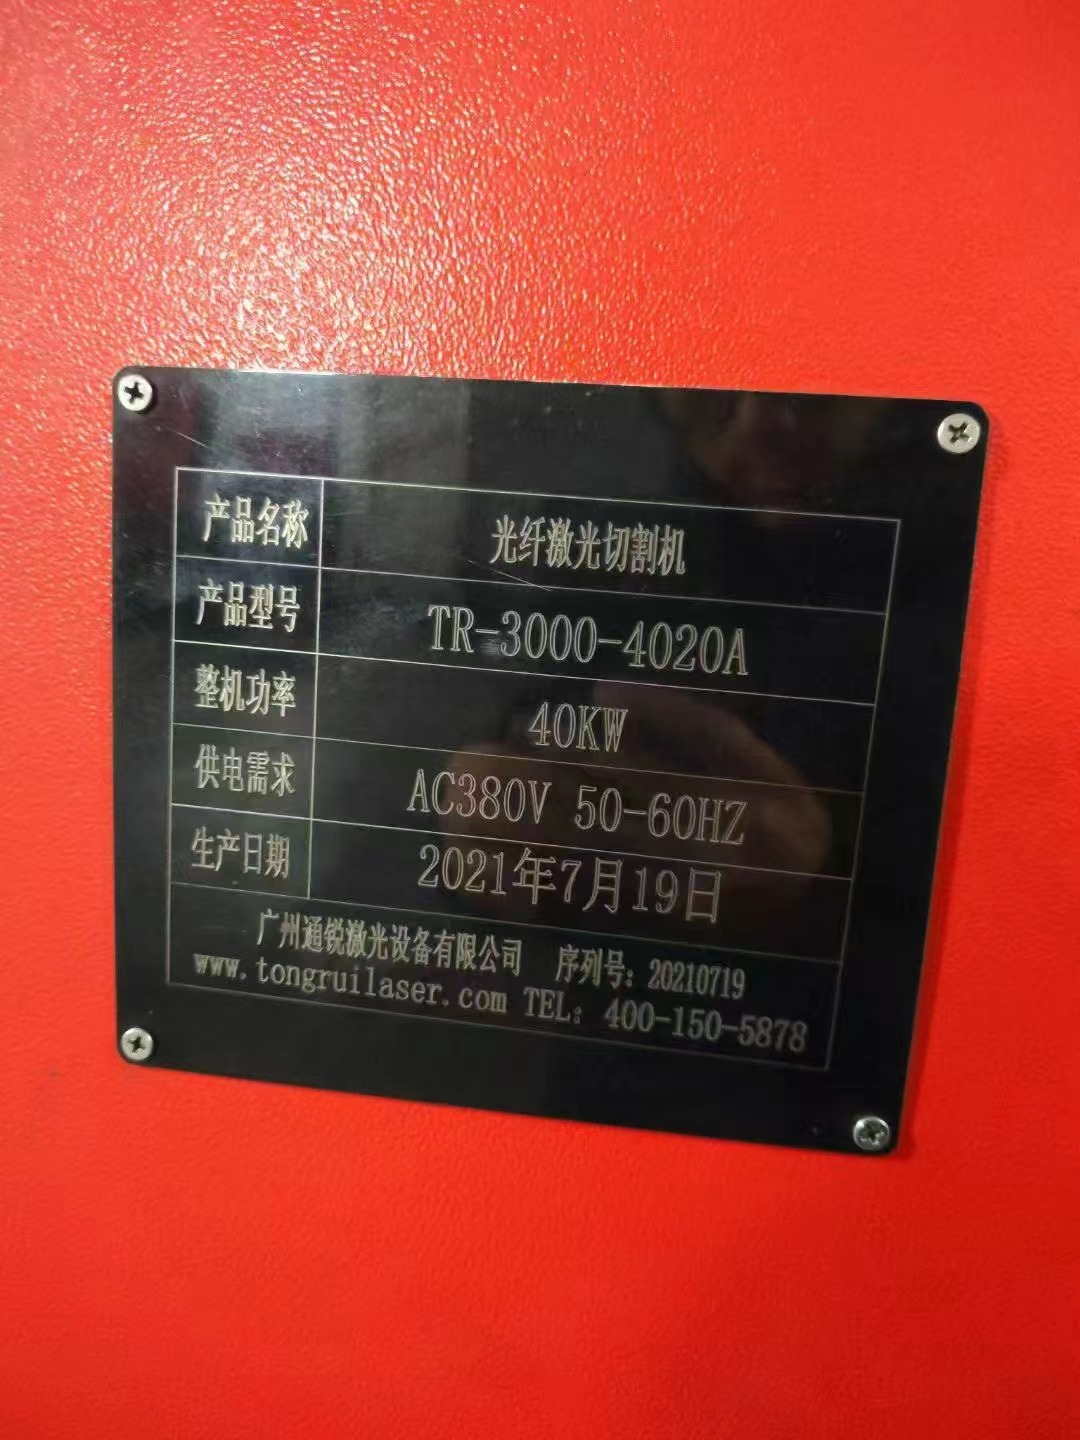 产品名称 光纤激光切割机
产品型号 TR-3000-4020A
整机功率 40KW
供电需求 AC380V 50-60HZ
生产日期 2021年7月19日
广州通锐激光设备有限公司 序列号: 20210719
www.tongruilaser.com TEL: 400-150-5878